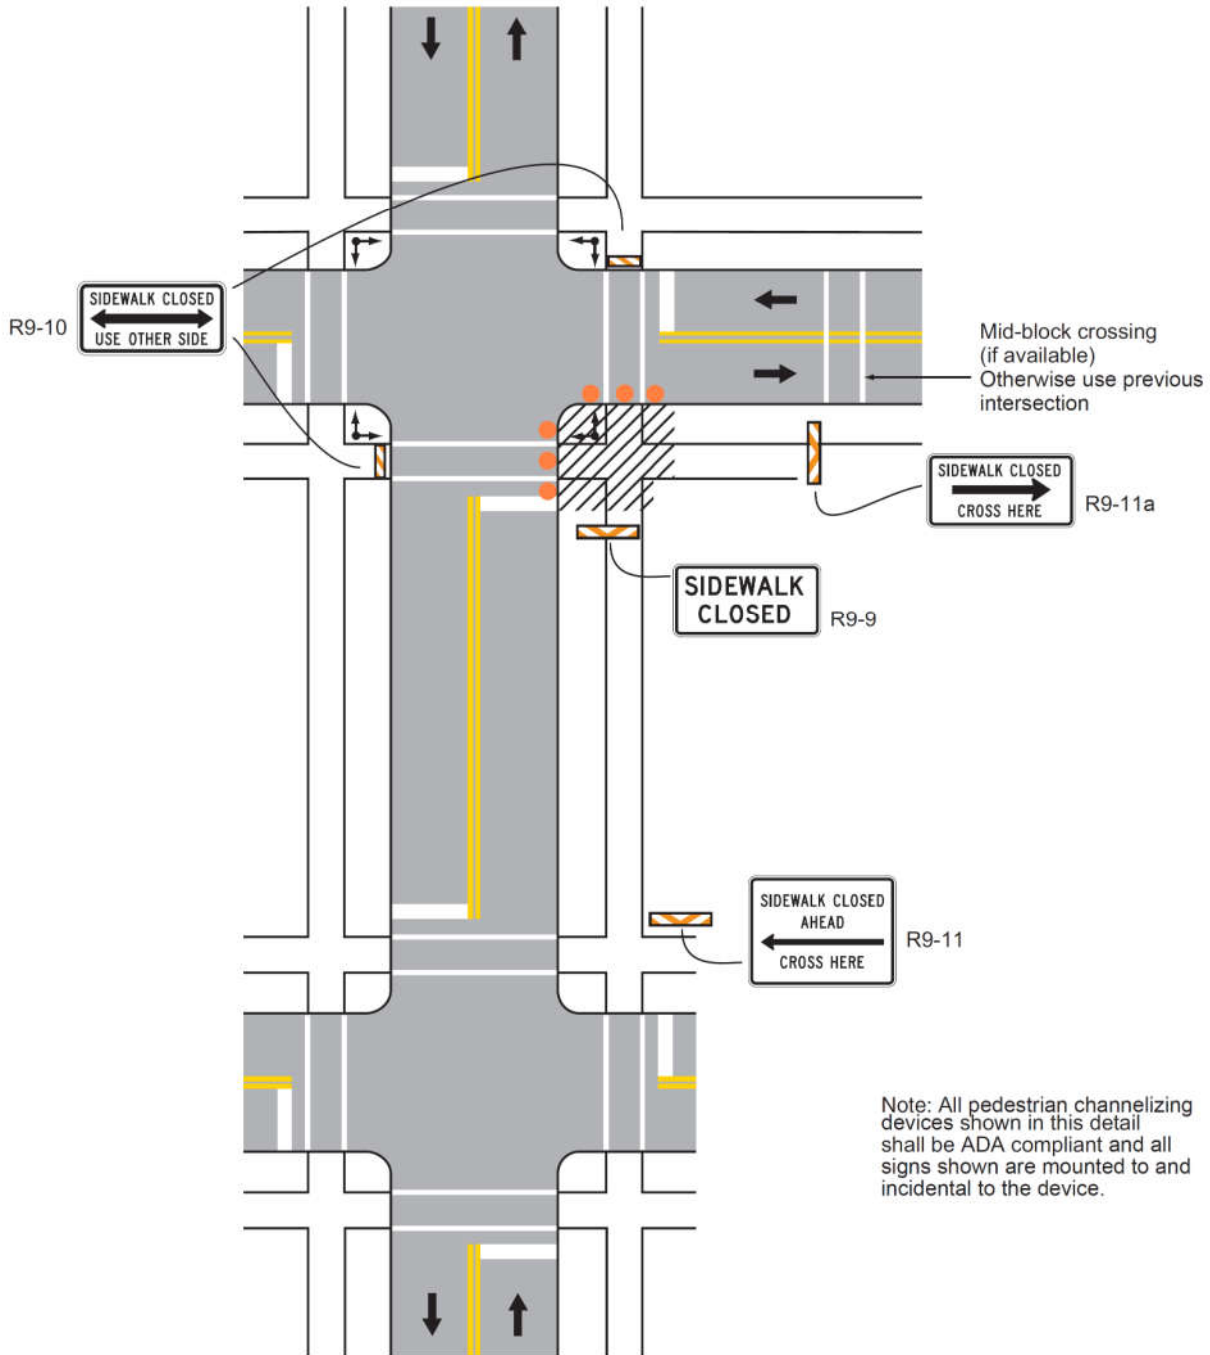 R9-10
SIDEWALK CLOSED
USE OTHER SIDE
Mid-block crossing
(if available)
Otherwise use previous
intersection
SIDEWALK CLOSED
CROSS HERE
R9-11a
SIDEWALK
CLOSED
R9-9
SIDEWALK CLOSED
AHEAD
CROSS HERE
R9-11
Note: All pedestrian channelizing
devices shown in this detail
shall be ADA compliant and all
signs shown are mounted to and
incidental to the device.